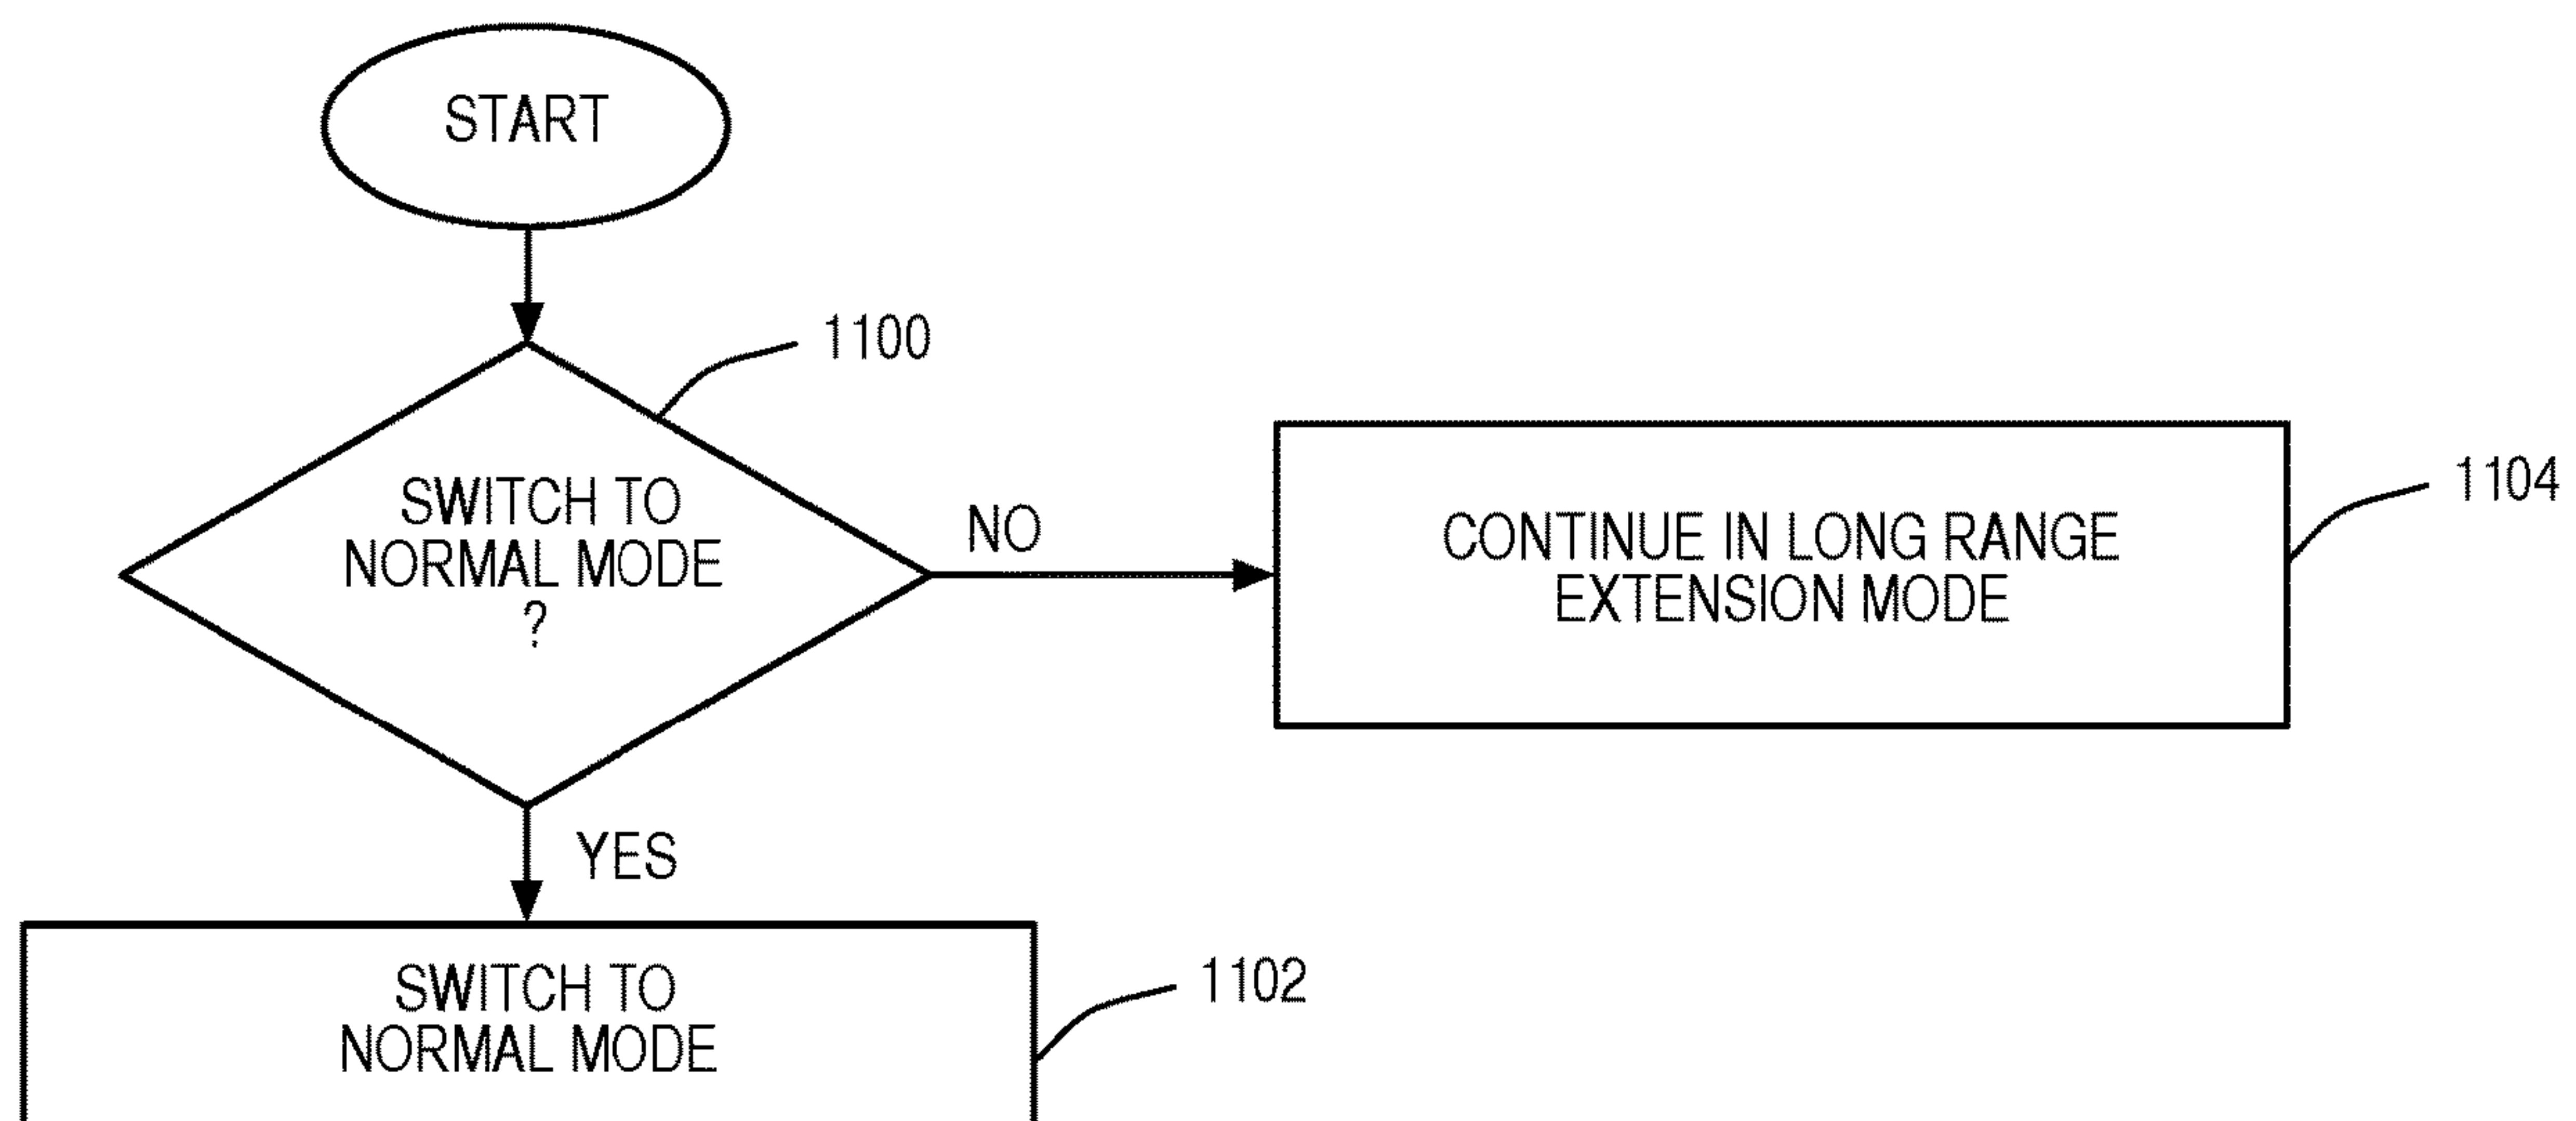 START
1100
SWITCH TO
NORMAL MODE
?
NO
CONTINUE IN LONG RANGE
EXTENSION MODE
1104
YES
SWITCH TO
NORMAL MODE
1102